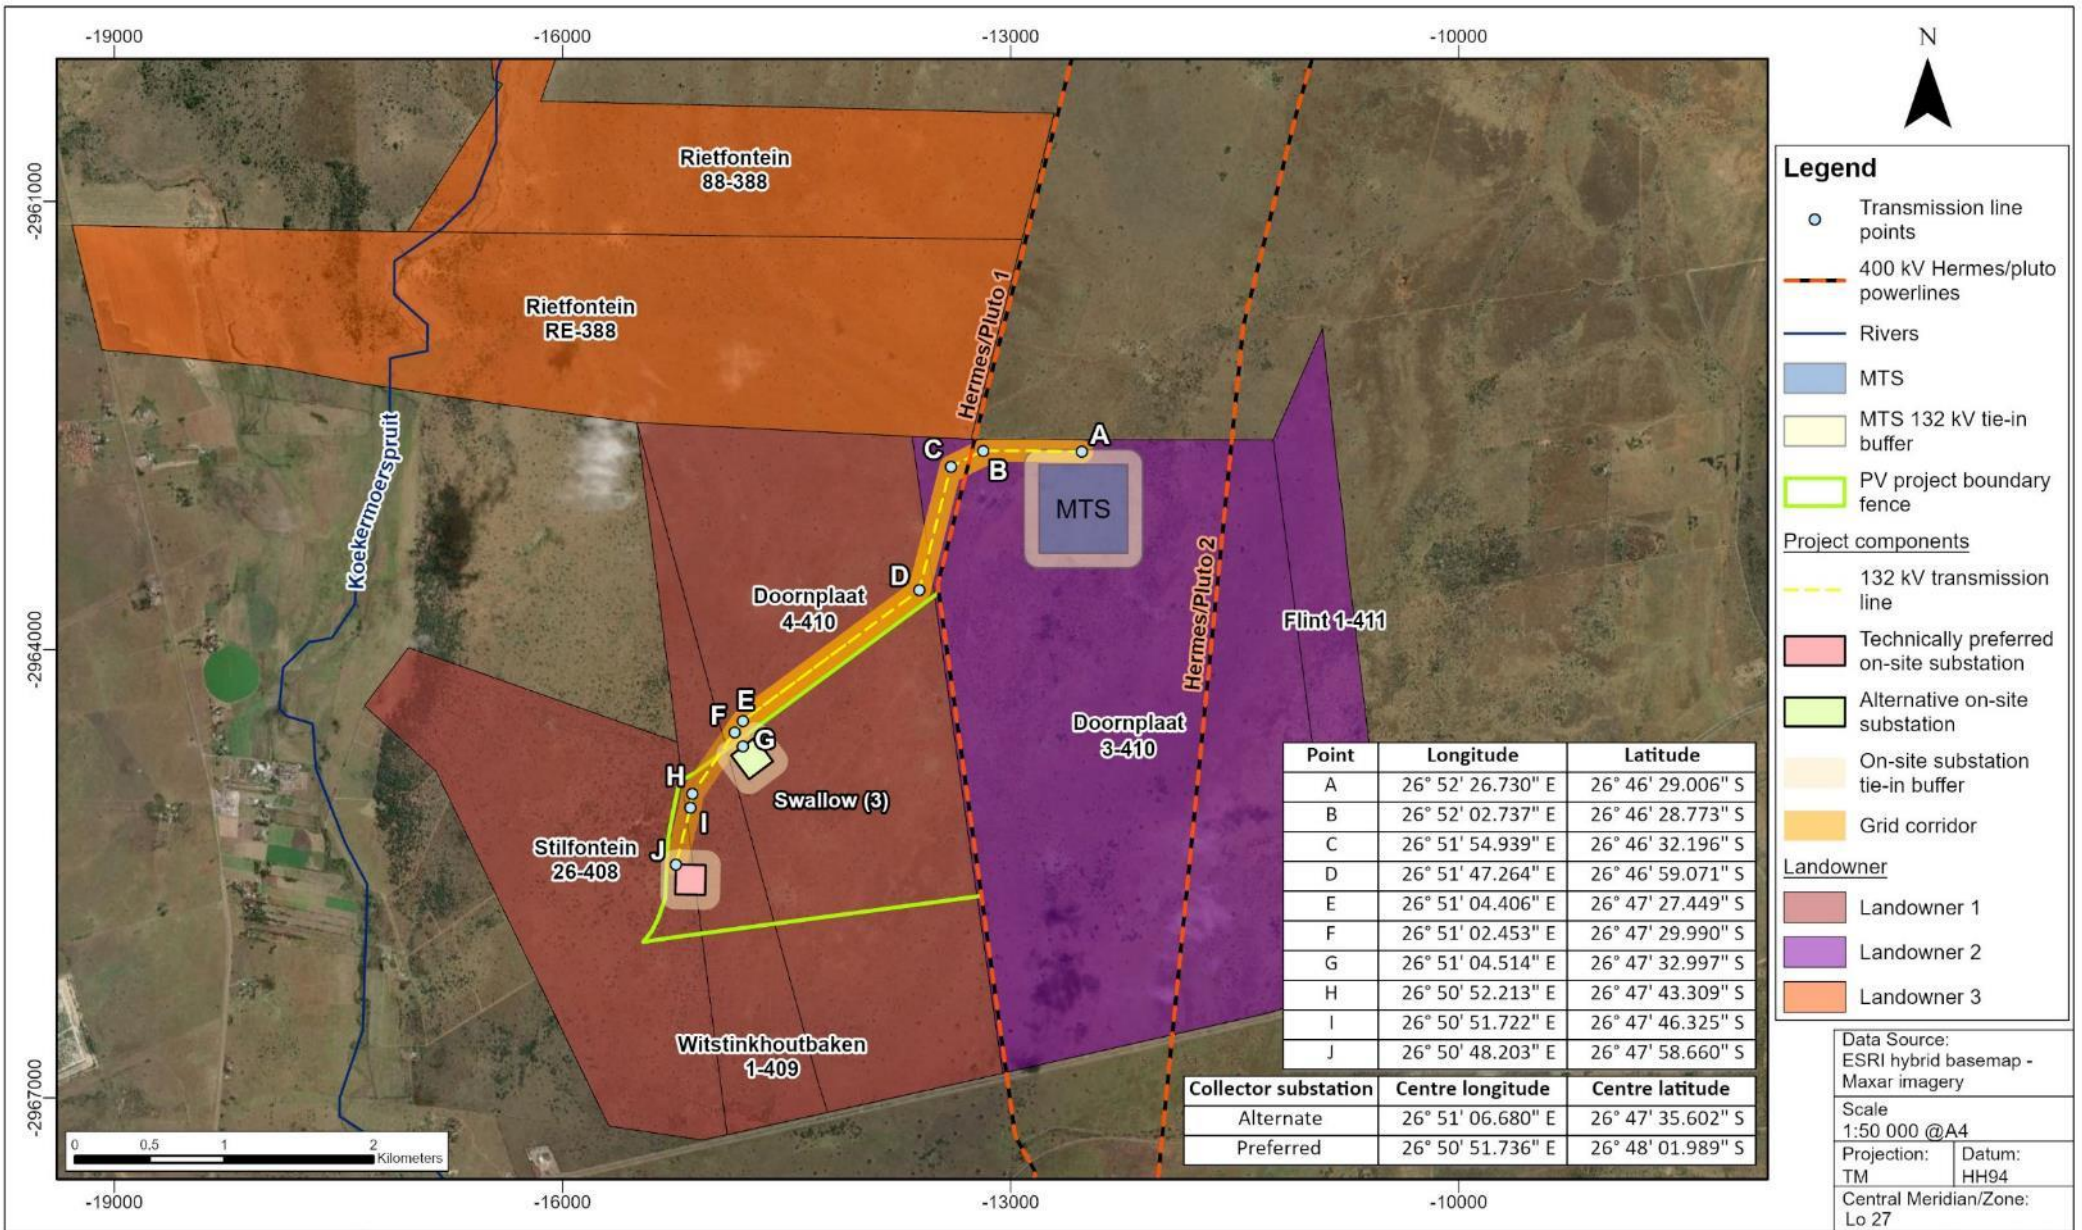 -19000
-16000
-13000
-10000
N
-2961000
-2964000
-2967000
Rietfontein
88-388
Rietfontein
RE-388
Hermes/Pluto 1
Koekermoerspruit
A
B
C
MTS
D
Doornplaat
4-410
Hermes/Pluto 2
Flint 1-411
E
F
G
Doornplaat
3-410
H
Swallow (3)
I
J
Stilfontein
26-408
Witstinkhoutbaken
1-409
Point Longitude Latitude
A 26° 52' 26.730" E 26° 46' 29.006" S
B 26° 52' 02.737" E 26° 46' 28.773" S
C 26° 51' 54.939" E 26° 46' 32.196" S
D 26° 51' 47.264" E 26° 46' 59.071" S
E 26° 51' 04.406" E 26° 47' 27.449" S
F 26° 51' 02.453" E 26° 47' 29.990" S
G 26° 51' 04.514" E 26° 47' 32.997" S
H 26° 50' 52.213" E 26° 47' 43.309" S
I 26° 50' 51.722" E 26° 47' 46.325" S
J 26° 50' 48.203" E 26° 47' 58.660" S
Collector substation Centre longitude Centre latitude
Alternate 26° 51' 06.680" E 26° 47' 35.602" S
Preferred 26° 50' 51.736" E 26° 48' 01.989" S
0 0.5 1 2
Kilometers
-19000
-16000
-13000
-10000
Legend
Transmission line
points
400 kV Hermes/pluto
powerlines
Rivers
MTS
MTS 132 kV tie-in
buffer
PV project boundary
fence
Project components
132 kV transmission
line
Technically preferred
on-site substation
Alternative on-site
substation
On-site substation
tie-in buffer
Grid corridor
Landowner
Landowner 1
Landowner 2
Landowner 3
Data Source:
ESRI hybrid basemap -
Maxar imagery
Scale
1:50 000 @A4
Projection:
TM
Datum:
HH94
Central Meridian/Zone:
Lo 27